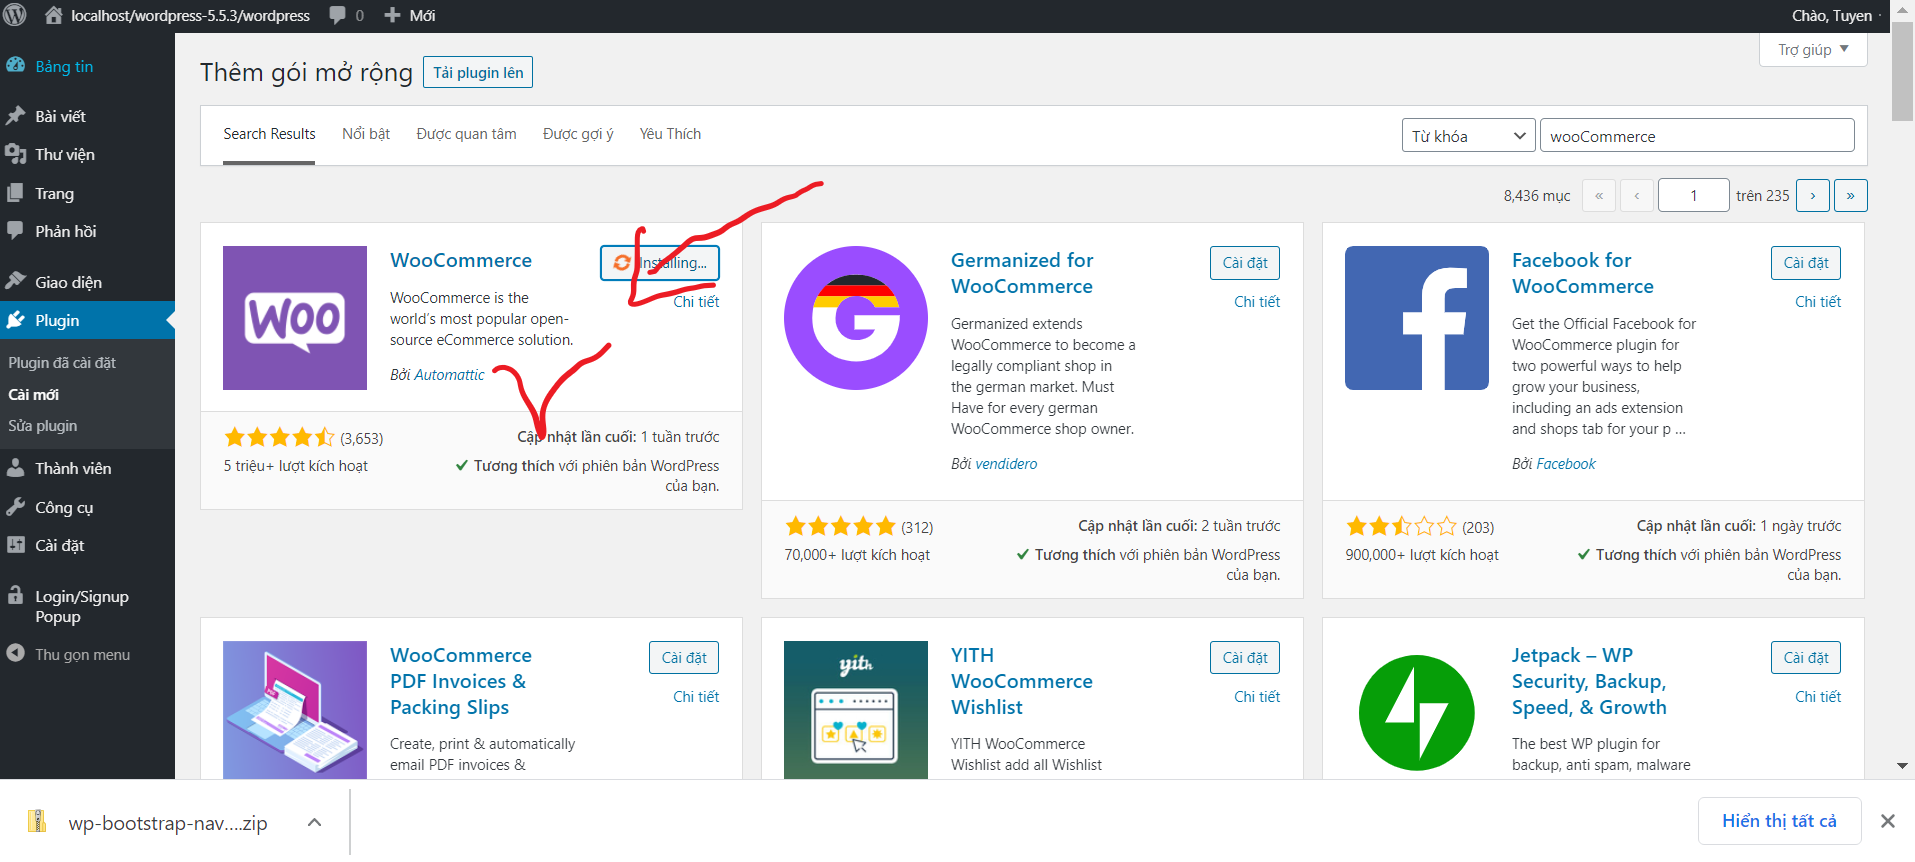 localhost/wordpress-5.5.3/wordpress
0
Mới
Chào, Tuyen
Bảng tin
Bài viết
Thư viện
Trang
Phản hồi
Giao diện
Plugin
Plugin đã cài đặt
Cài mới
Sửa plugin
Thành viên
Công cụ
Cài đặt
Login/Signup
Popup
Thu gọn menu
Trợ giúp
Thêm gói mở rộng
Tải plugin lên
Search Results
Nổi bật
Được quan tâm
Được gợi ý
Yêu Thích
Từ khóa
wooCommerce
8,436 mục
«
‹
1
trên 235
›
»
WOO
WooCommerce
Installing...
Chi tiết
WooCommerce is the
world's most popular open-
source eCommerce solution.
Bởi Automattic
(3,653)
5 triệu+ lượt kích hoạt
Cập nhật lần cuối: 1 tuần trước
Tương thích với phiên bản WordPress
của bạn.
G
Germanized for
WooCommerce
Cài đặt
Chi tiết
Germanized extends
WooCommerce to become a
legally compliant shop in
the german market. Must
Have for every german
WooCommerce shop owner.
Bởi vendidero
(312)
70,000+ lượt kích hoạt
Cập nhật lần cuối: 2 tuần trước
Tương thích với phiên bản WordPress
của bạn.
f
Facebook for
WooCommerce
Cài đặt
Chi tiết
Get the Official Facebook for
WooCommerce plugin for
two powerful ways to help
grow your business,
including an ads extension
and shops tab for your p ...
Bởi Facebook
(203)
900,000+ lượt kích hoạt
Cập nhật lần cuối: 1 ngày trước
Tương thích với phiên bản WordPress
của bạn.
WooCommerce
PDF Invoices &
Packing Slips
Cài đặt
Chi tiết
Create, print & automatically
email PDF invoices &
yith
YITH
WooCommerce
Wishlist
Cài đặt
Chi tiết
YITH WooCommerce
Wishlist add all Wishlist
Jetpack – WP
Security, Backup,
Speed, & Growth
Cài đặt
Chi tiết
The best WP plugin for
backup, anti spam, malware
wp-bootstrap-nav....zip
Hiển thị tất cả